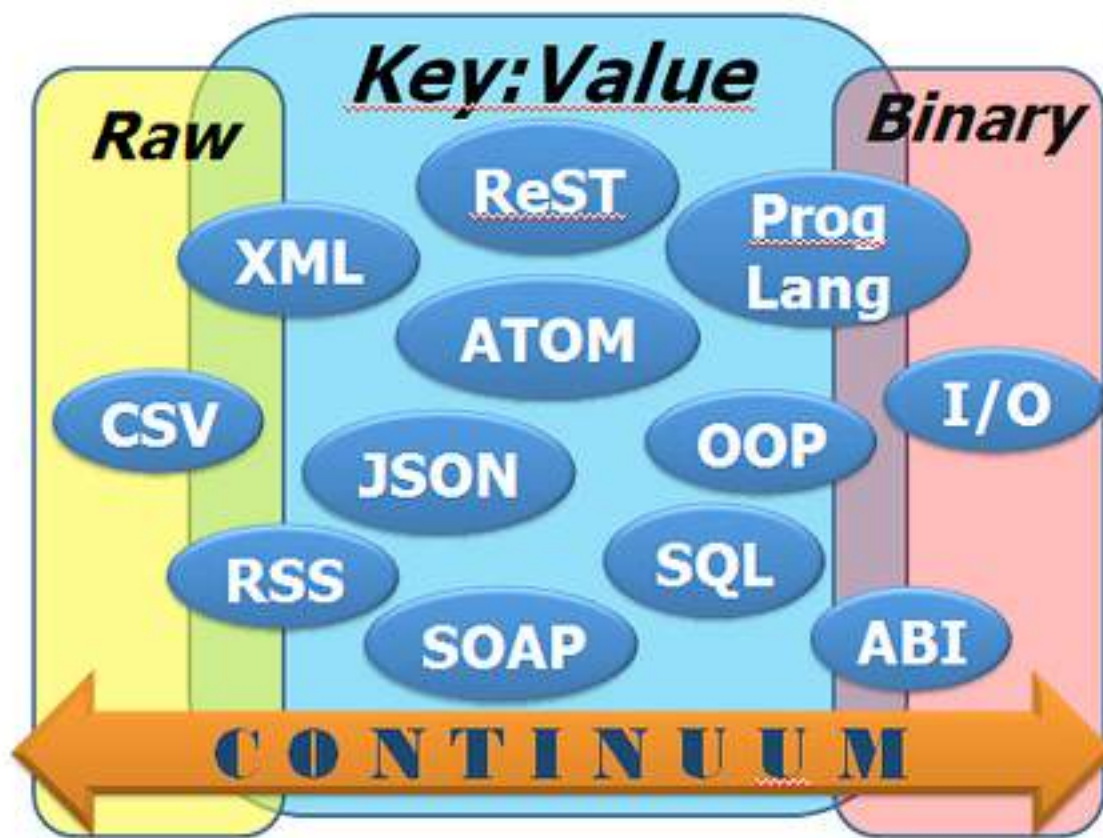 Key:Value
Raw
Binary
ReST
Prog
Lang
XML
ATOM
I/O
CSV
OOP
JSON
SQL
RSS
SOAP
ABI
CONTINUUM